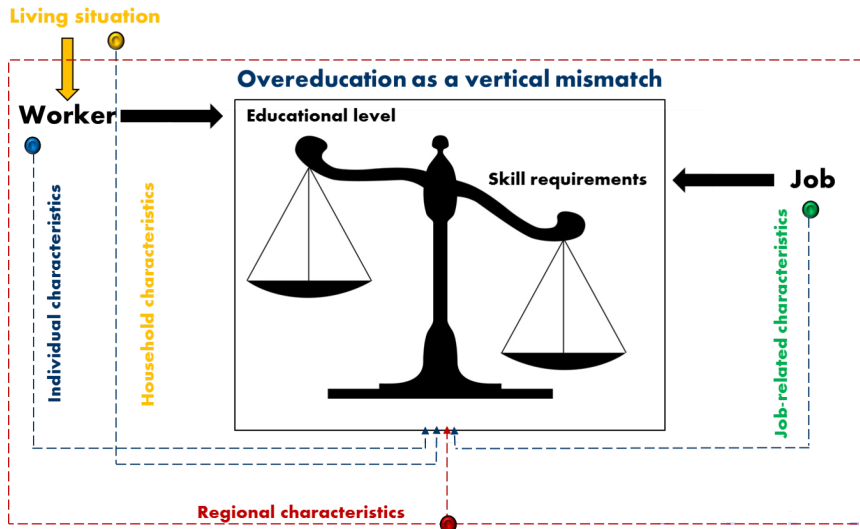 Living situation
Overeducation as a vertical mismatch
Worker
Educational level
Skill requirements
Job
Individual characteristics
Household characteristics
Job-related characteristics
Regional characteristics